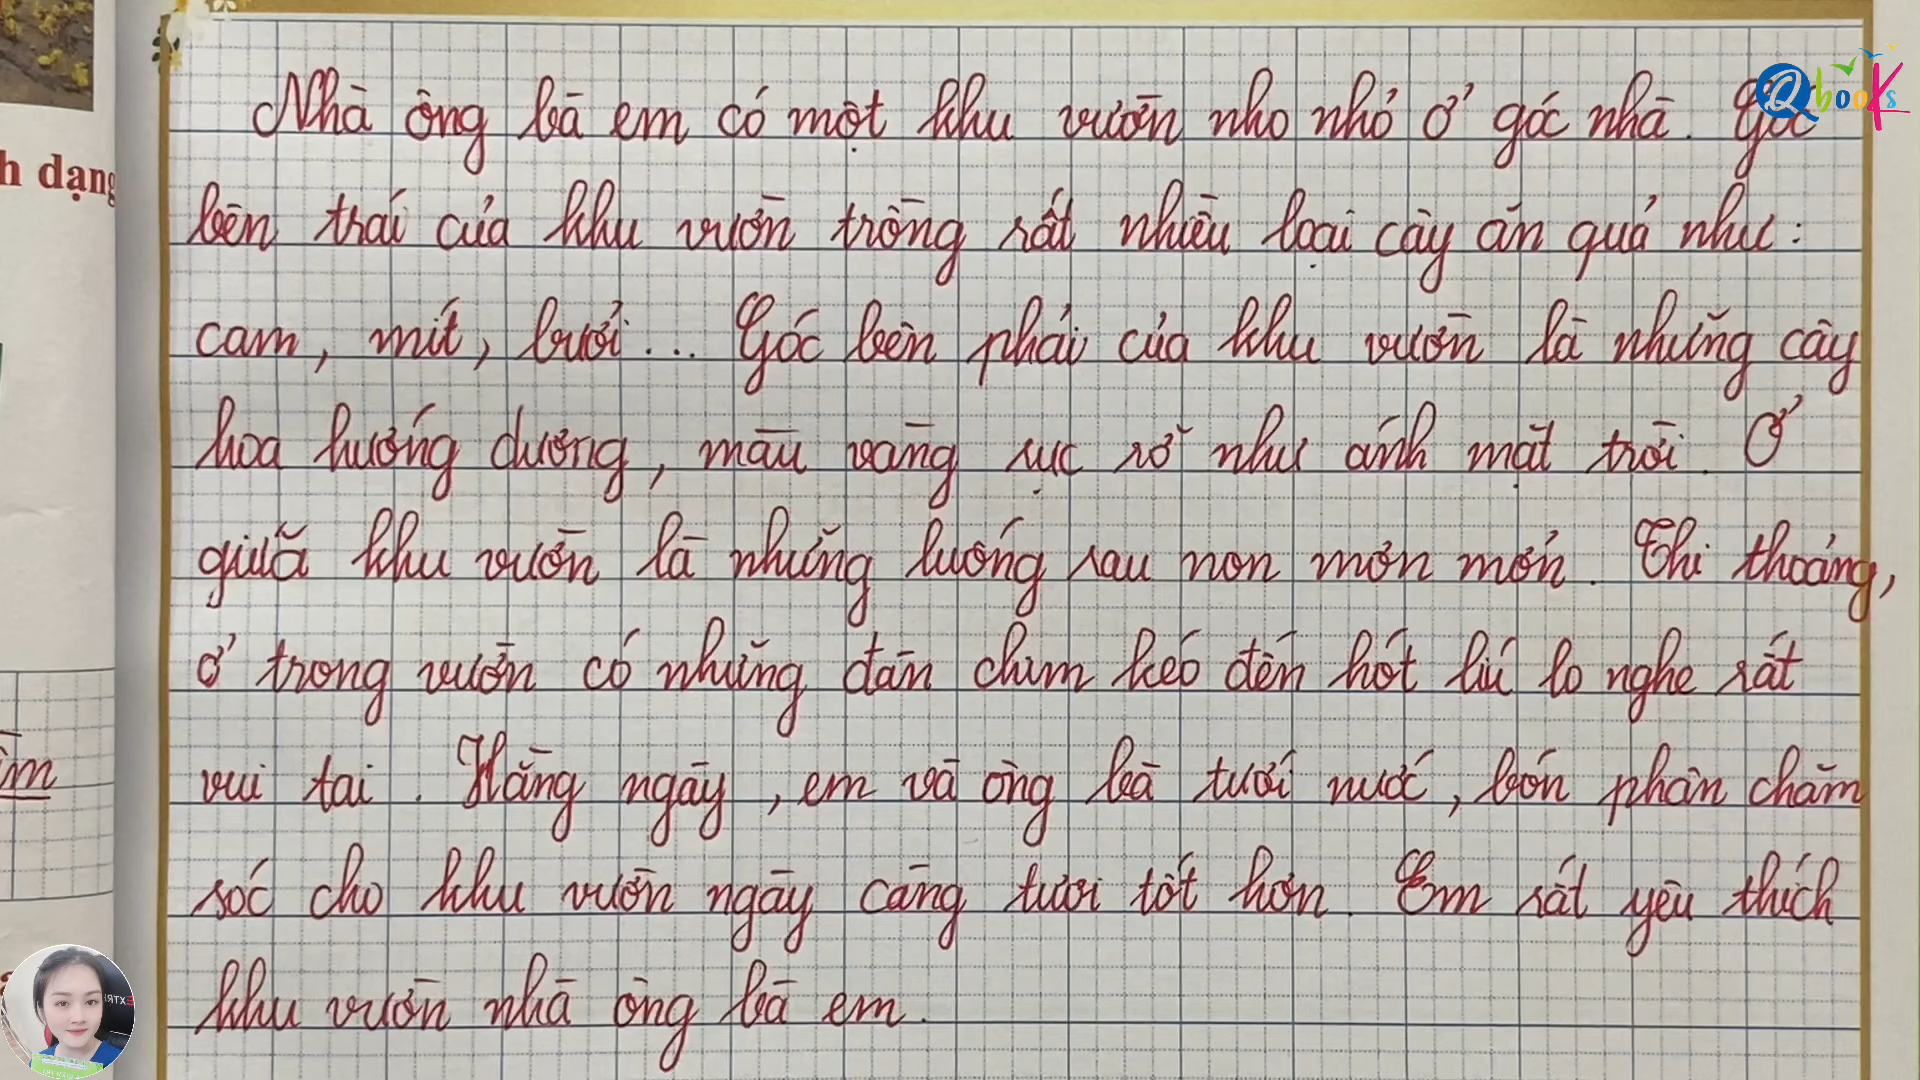 Nhà ông bà em có một khu vườn nho nhỏ ở góc nhà. Góc
bên trái của khu vườn trồng rất nhiều loại cây ăn quả như:
cam, mít, bưởi... Góc bên phải của khu vườn là những cây
hoa hướng dương, màu vàng rực rỡ như ánh mặt trời. Ở
giữa khu vườn là những luống rau non mơn mởn. Thi thoảng,
ở trong vườn có những đàn chim kéo đến hót líu lo nghe rất
vui tai. Hằng ngày, em và ông bà tưới nước, bón phân chăm
sóc cho khu vườn ngày càng tươi tốt hơn. Em rất yêu thích
khu vườn nhà ông bà em.
Qbooks
h dạng